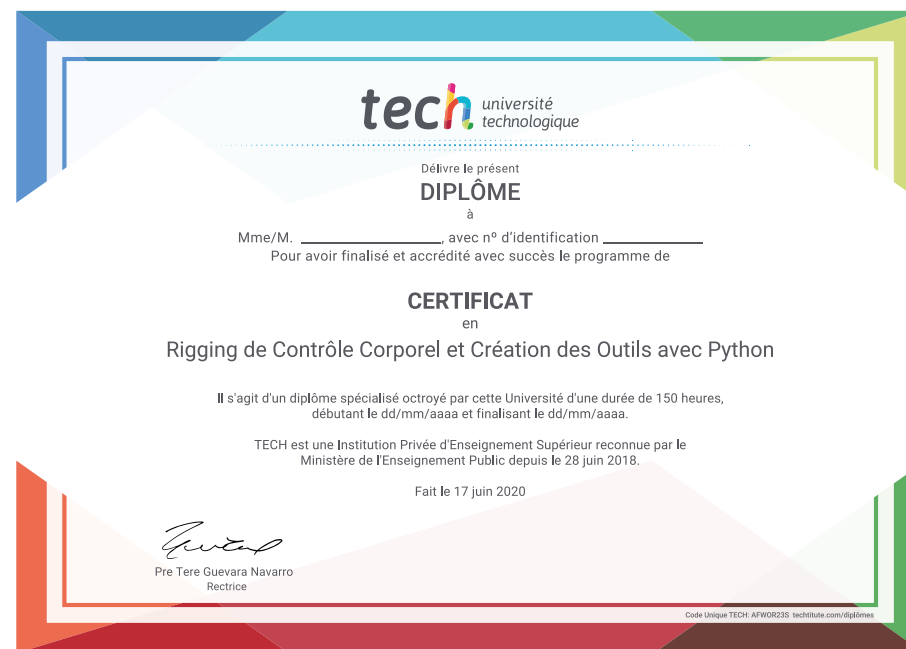 tech université
technologique
Délivre le présent
DIPLÔME
à
Mme/M. ____________________, avec nº d'identification ______________
Pour avoir finalisé et accrédité avec succès le programme de
CERTIFICAT
en
Rigging de Contrôle Corporel et Création des Outils avec Python
Il s'agit d'un diplôme spécialisé octroyé par cette Université d'une durée de 150 heures,
débutant le dd/mm/aaaa et finalisant le dd/mm/aaaa.
TECH est une Institution Privée d'Enseignement Supérieur reconnue par le
Ministère de l'Enseignement Public depuis le 28 juin 2018.
Fait le 17 juin 2020
Pre Tere Guevara Navarro
Rectrice
Code Unique TECH: AFWOR23S techtitute.com/diplômes